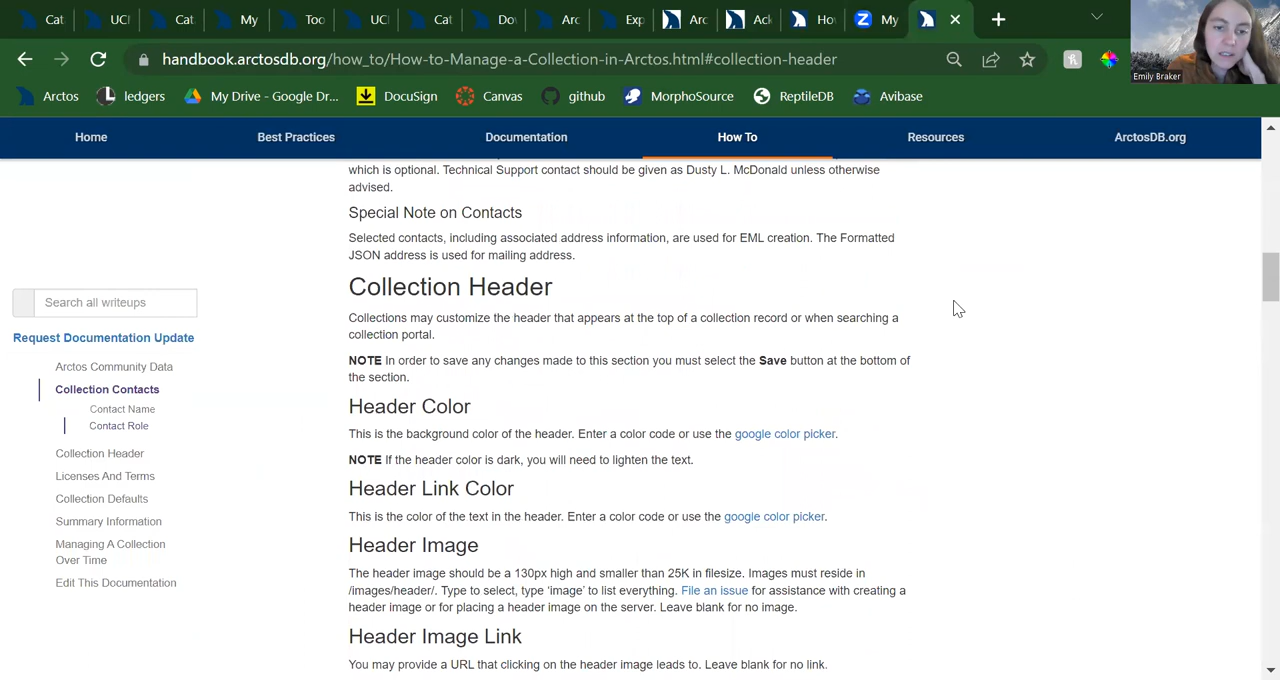 Cat
UCI
Cat
My
Too
UCI
Cat
Do
Arc
Exp
Arc
Ack
Ho
My
handbook.arctosdb.org/how_to/How-to-Manage-a-Collection-in-Arctos.html#collection-header
Emily Braker
Arctos
ledgers
My Drive - Google Dr...
DocuSign
Canvas
github
MorphoSource
ReptileDB
Avibase
Home
Best Practices
Documentation
How To
Resources
ArctosDB.org
which is optional. Technical Support contact should be given as Dusty L. McDonald unless otherwise
advised.
Special Note on Contacts
Selected contacts, including associated address information, are used for EML creation. The Formatted
JSON address is used for mailing address.
Collection Header
Collections may customize the header that appears at the top of a collection record or when searching a
collection portal.
NOTE In order to save any changes made to this section you must select the Save button at the bottom of
the section.
Header Color
This is the background color of the header. Enter a color code or use the google color picker.
NOTE If the header color is dark, you will need to lighten the text.
Header Link Color
This is the color of the text in the header. Enter a color code or use the google color picker.
Header Image
The header image should be a 130px high and smaller than 25K in filesize. Images must reside in
/images/header/. Type to select, type ‘image’ to list everything. File an issue for assistance with creating a
header image or for placing a header image on the server. Leave blank for no image.
Header Image Link
You may provide a URL that clicking on the header image leads to. Leave blank for no link.
Search all writeups
Request Documentation Update
Arctos Community Data
Collection Contacts
Contact Name
Contact Role
Collection Header
Licenses And Terms
Collection Defaults
Summary Information
Managing A Collection
Over Time
Edit This Documentation